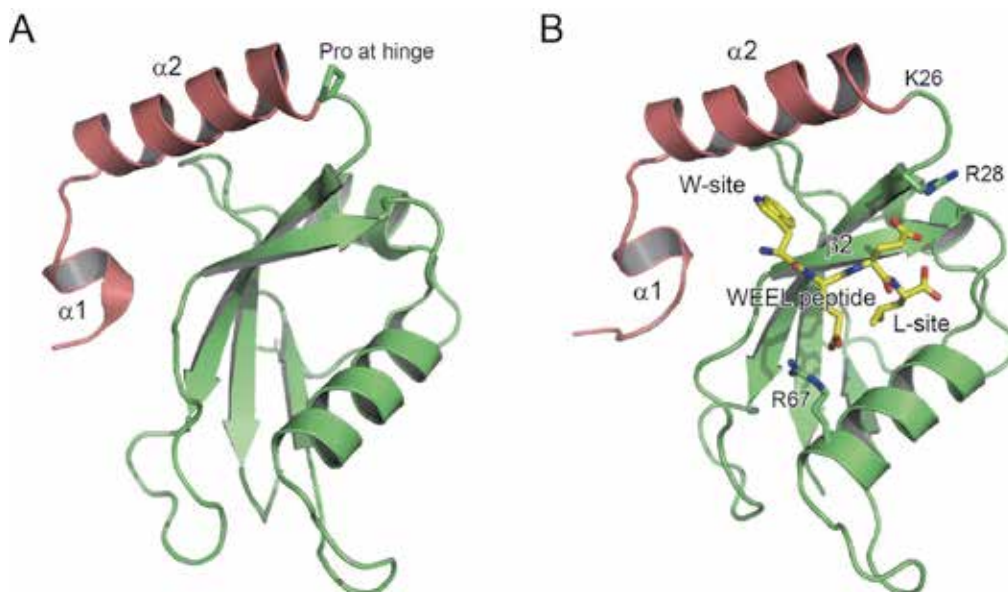 A
α2
Pro at hinge
α1
B
α2
K26
R28
W-site
β2
α1
WEEL peptide
L-site
R67